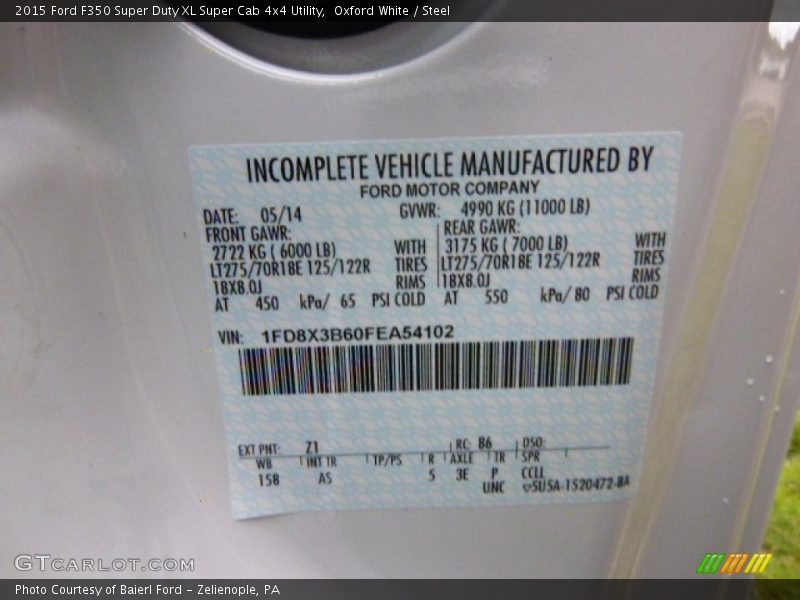 2015 Ford F350 Super Duty XL Super Cab 4x4 Utility,  Oxford White / Steel
INCOMPLETE VEHICLE MANUFACTURED BY
FORD MOTOR COMPANY
DATE: 05/14 GVWR: 4990 KG (11000 LB)
FRONT GAWR: REAR GAWR:
2722 KG ( 6000 LB) WITH 3175 KG ( 7000 LB) WITH
LT275/70R18E 125/122R TIRES LT275/70R18E 125/122R TIRES
18X8.0J RIMS 18X8.0J RIMS
AT 450 kPa/ 65 PSI COLD AT 550 kPa/ 80 PSI COLD
VIN: 1FD8X3B60FEA54102
EXT PNT: Z1 RC: 86 DSO:
WB INT TR TP/PS R AXLE TR SPR
158 AS 5 3E P CCLL
UNC ▽5U5A-1520472-BA
GTCARLOT.COM
Photo Courtesy of Baierl Ford - Zelienople, PA